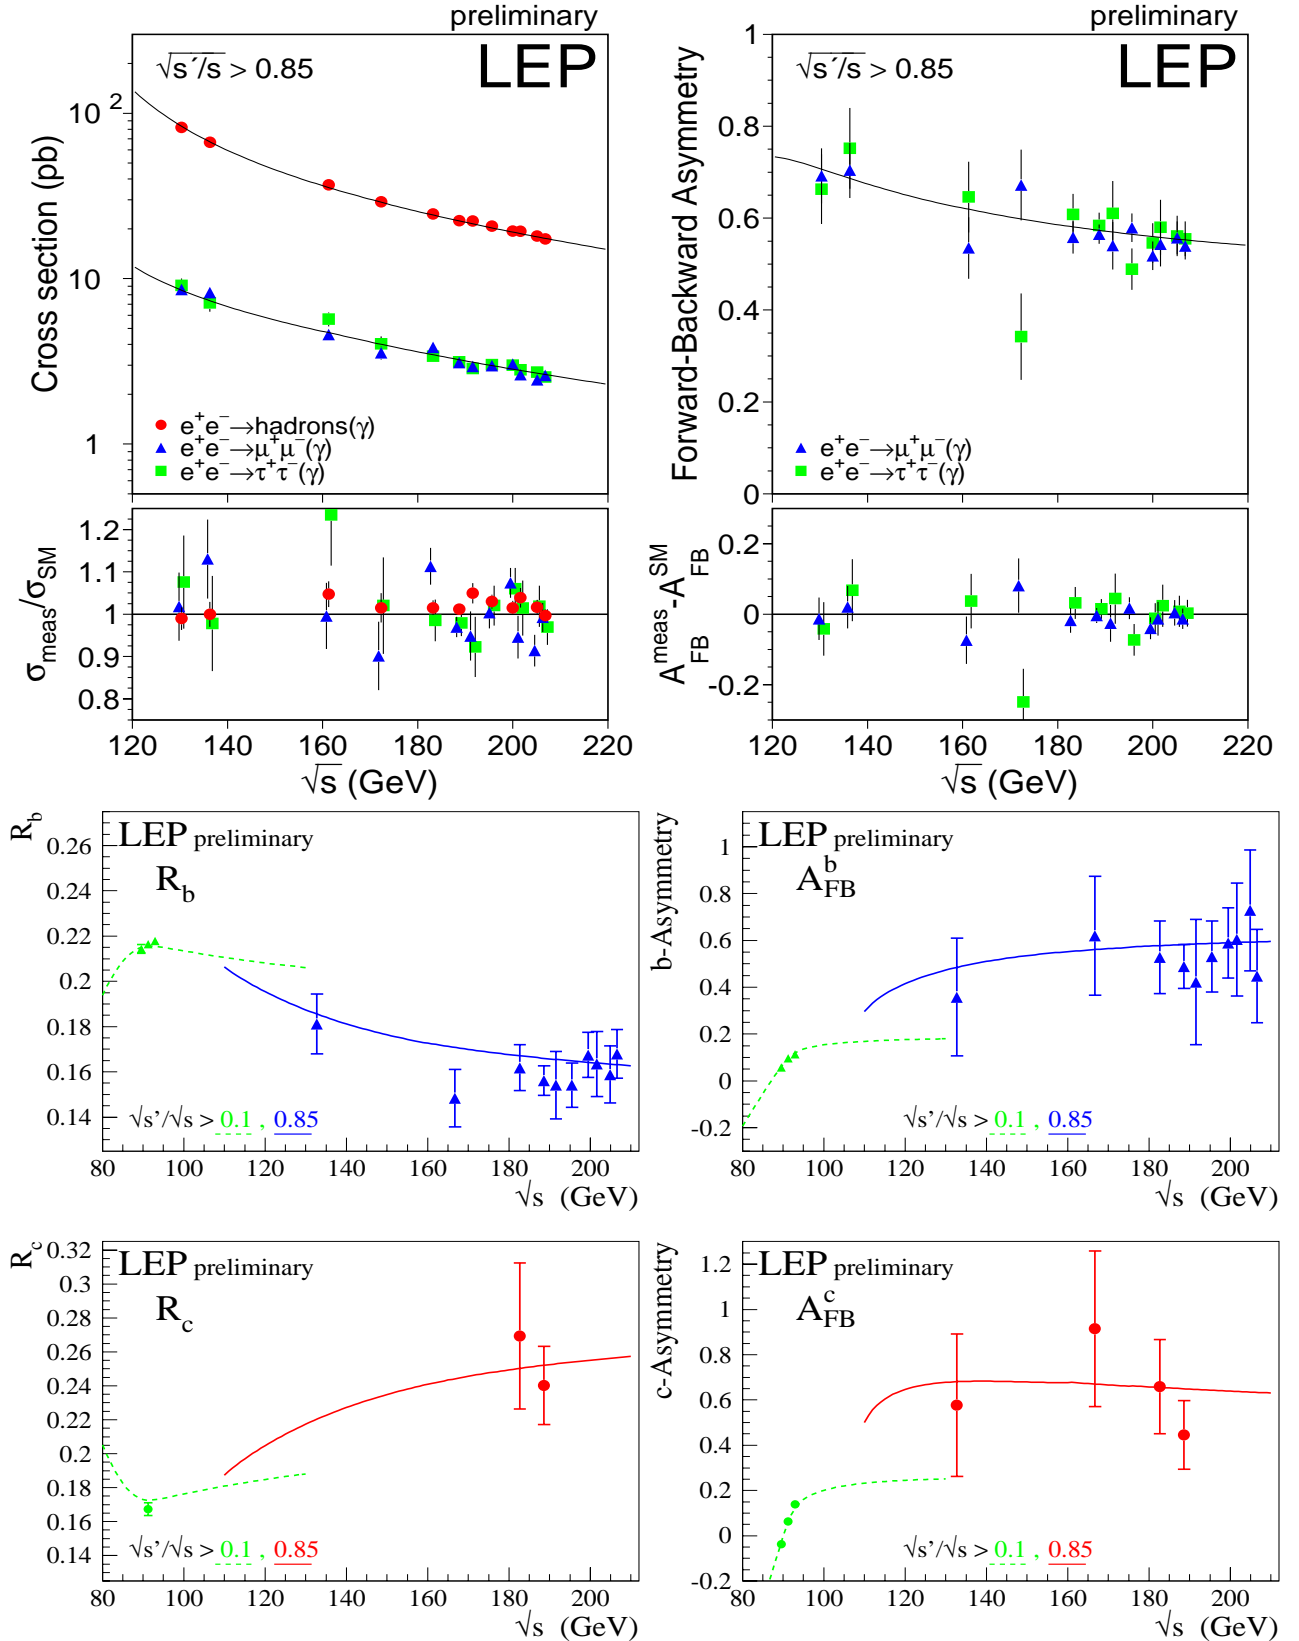 preliminary
LEP
√s´/s > 0.85
Cross section (pb)
10 2
10
1
e+e−→hadrons(γ)
e+e−→μ+μ−(γ)
e+e−→τ+τ−(γ)
σmeas/σSM
1.2
1.1
1
0.9
0.8
120 140 160 180 200 220
√s (GeV)
preliminary
LEP
√s´/s > 0.85
Forward-Backward Asymmetry
1
0.8
0.6
0.4
0.2
0
e+e−→μ+μ−(γ)
e+e−→τ+τ−(γ)
AFBmeas-AFBSM
0.2
0
-0.2
120 140 160 180 200 220
√s (GeV)
Rb
LEP preliminary
Rb
0.26
0.24
0.22
0.2
0.18
0.16
0.14
√s’/√s > 0.1 , 0.85
80 100 120 140 160 180 200
√s (GeV)
b-Asymmetry
LEP preliminary
AFBb
1
0.8
0.6
0.4
0.2
0
-0.2
√s’/√s > 0.1 , 0.85
80 100 120 140 160 180 200
√s (GeV)
Rc
LEP preliminary
Rc
0.32
0.3
0.28
0.26
0.24
0.22
0.2
0.18
0.16
0.14
√s’/√s > 0.1 , 0.85
80 100 120 140 160 180 200
√s (GeV)
c-Asymmetry
LEP preliminary
AFBc
1.2
1
0.8
0.6
0.4
0.2
0
-0.2
√s’/√s > 0.1 , 0.85
80 100 120 140 160 180 200
√s (GeV)